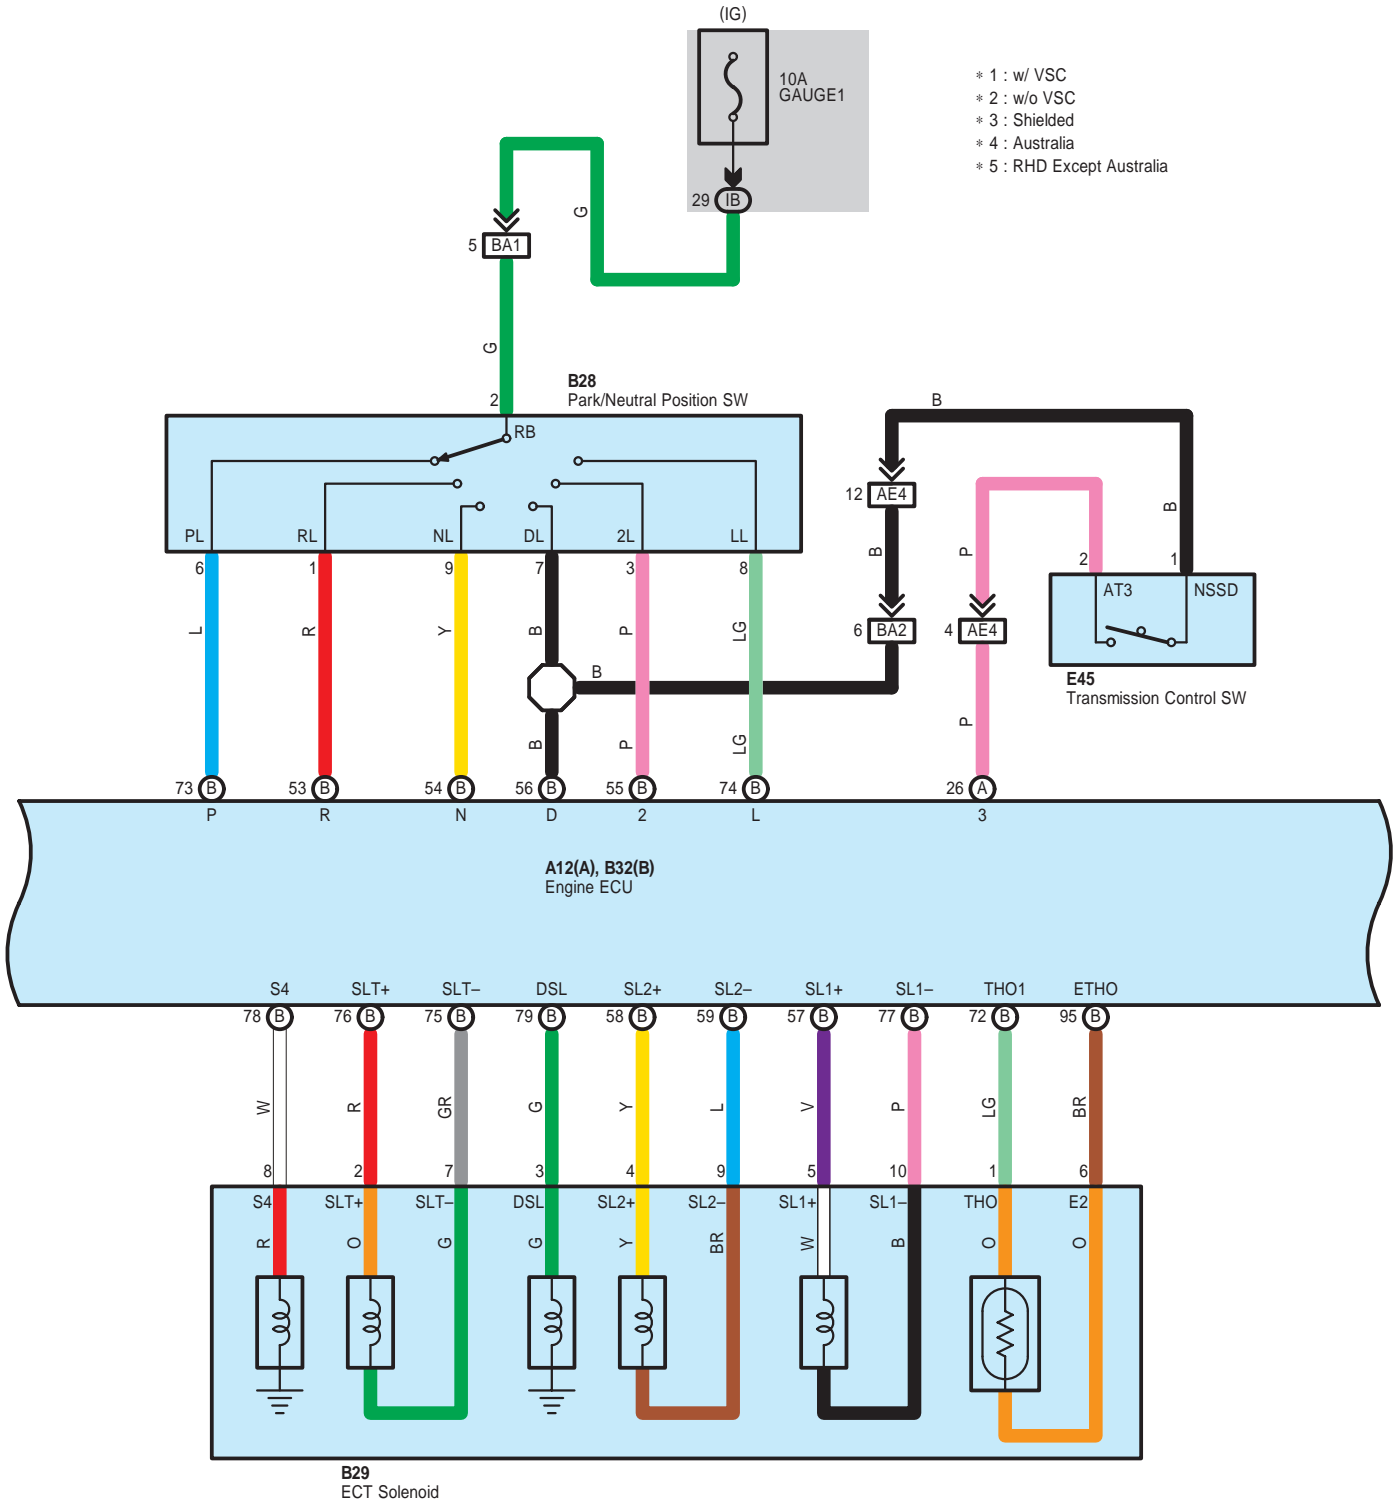 (IG)
10A
GAUGE1
29 IB
* 1 : w/ VSC
* 2 : w/o VSC
* 3 : Shielded
* 4 : Australia
* 5 : RHD Except Australia
G
5 BA1
G
B28
Park/Neutral Position SW
2
RB
PL RL NL DL 2L LL
6 1 9 7 3 8
L R Y B P LG
B
B
12 AE4
B
B
6 BA2
P
4 AE4
2 1
AT3 NSSD
E45
Transmission Control SW
B
B P LG P
73 B 53 B 54 B 56 B 55 B 74 B 26 A
P R N D 2 L 3
A12(A), B32(B)
Engine ECU
S4 SLT+ SLT– DSL SL2+ SL2– SL1+ SL1– THO1 ETHO
78 B 76 B 75 B 79 B 58 B 59 B 57 B 77 B 72 B 95 B
W R GR G Y L V P LG BR
8 2 7 3 4 9 5 10 1 6
S4 SLT+ SLT– DSL SL2+ SL2– SL1+ SL1– THO E2
R O G G Y BR W B O O
B29
ECT Solenoid